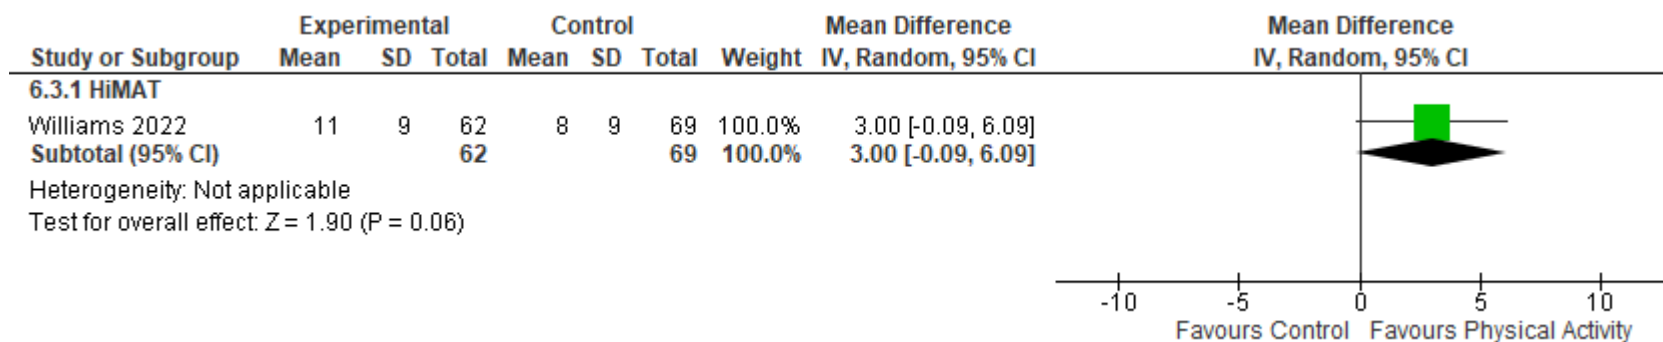 Experimental Control Mean Difference Mean Difference
Study or Subgroup Mean SD Total Mean SD Total Weight IV, Random, 95% CI IV, Random, 95% CI
6.3.1 HiMAT
Williams 2022 11 9 62 8 9 69 100.0% 3.00 [-0.09, 6.09]
Subtotal (95% CI) 62 69 100.0% 3.00 [-0.09, 6.09]
Heterogeneity: Not applicable
Test for overall effect: Z = 1.90 (P = 0.06)
-10 -5 0 5 10
Favours Control Favours Physical Activity